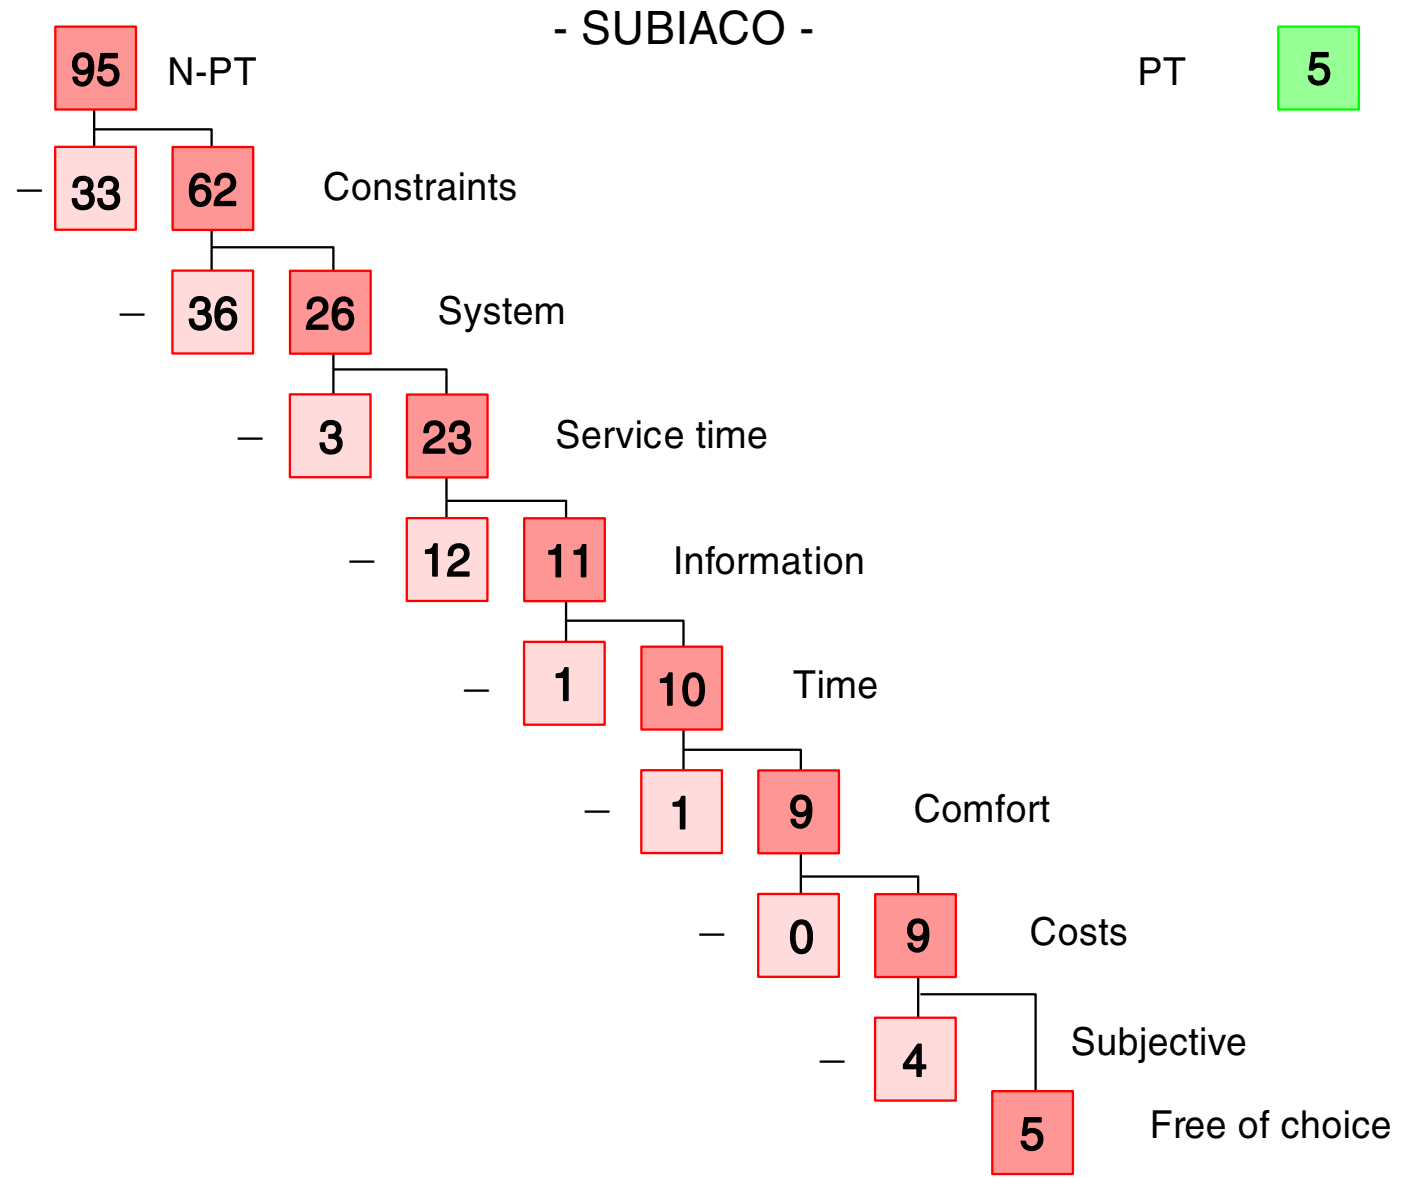 - SUBIACO -
95 N-PT PT 5
– 33 62 Constraints
– 36 26 System
– 3 23 Service time
– 12 11 Information
– 1 10 Time
– 1 9 Comfort
– 0 9 Costs
– 4 Subjective
5 Free of choice